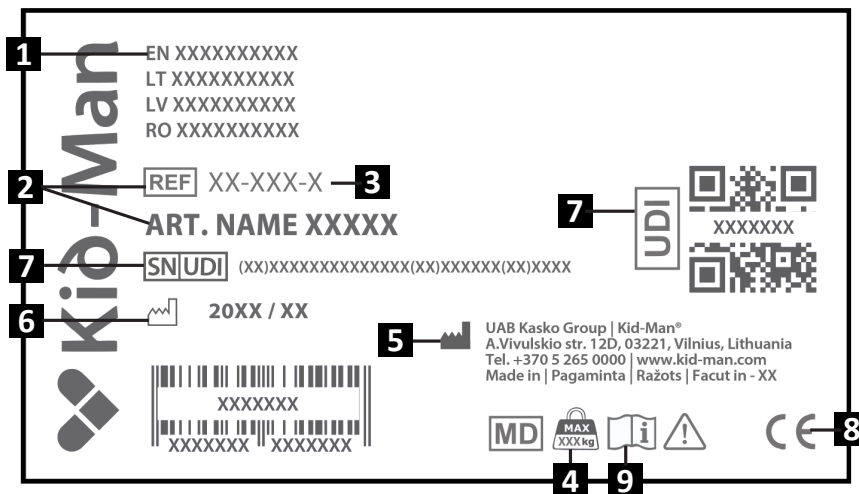 1
EN XXXXXXXXXX
LT XXXXXXXXXX
LV XXXXXXXXXX
RO XXXXXXXXXX
Kid-Man
2
REF XX-XXX-X
3
ART. NAME XXXXX
7
SN UDI (XX)XXXXXXXXXXXXXX(XX)XXXXXX(XX)XXXX
6
20XX / XX
XXXXXXX
XXXXXXX XXXXXXX
7
UDI
XXXXXXX
5
UAB Kasko Group | Kid-Man®
A.Vivulskio str. 12D, 03221, Vilnius, Lithuania
Tel. +370 5 265 0000 | www.kid-man.com
Made in | Pagaminta | Ražots | Facut in - XX
MD
MAX
XXX kg
i
!
CE
8
4
9